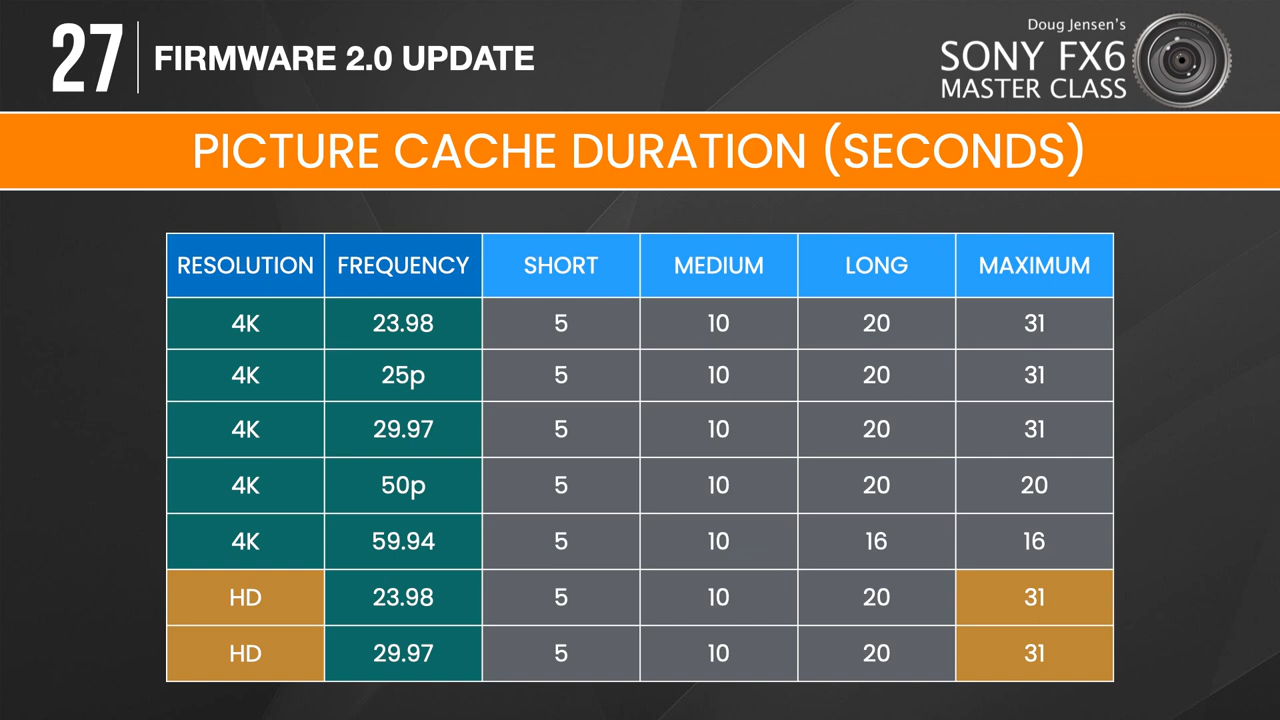 27
FIRMWARE 2.0 UPDATE
Doug Jensen's
SONY FX6
MASTER CLASS
PICTURE CACHE DURATION (SECONDS)
RESOLUTION FREQUENCY SHORT MEDIUM LONG MAXIMUM
4K 23.98 5 10 20 31
4K 25p 5 10 20 31
4K 29.97 5 10 20 31
4K 50p 5 10 20 20
4K 59.94 5 10 16 16
HD 23.98 5 10 20 31
HD 29.97 5 10 20 31